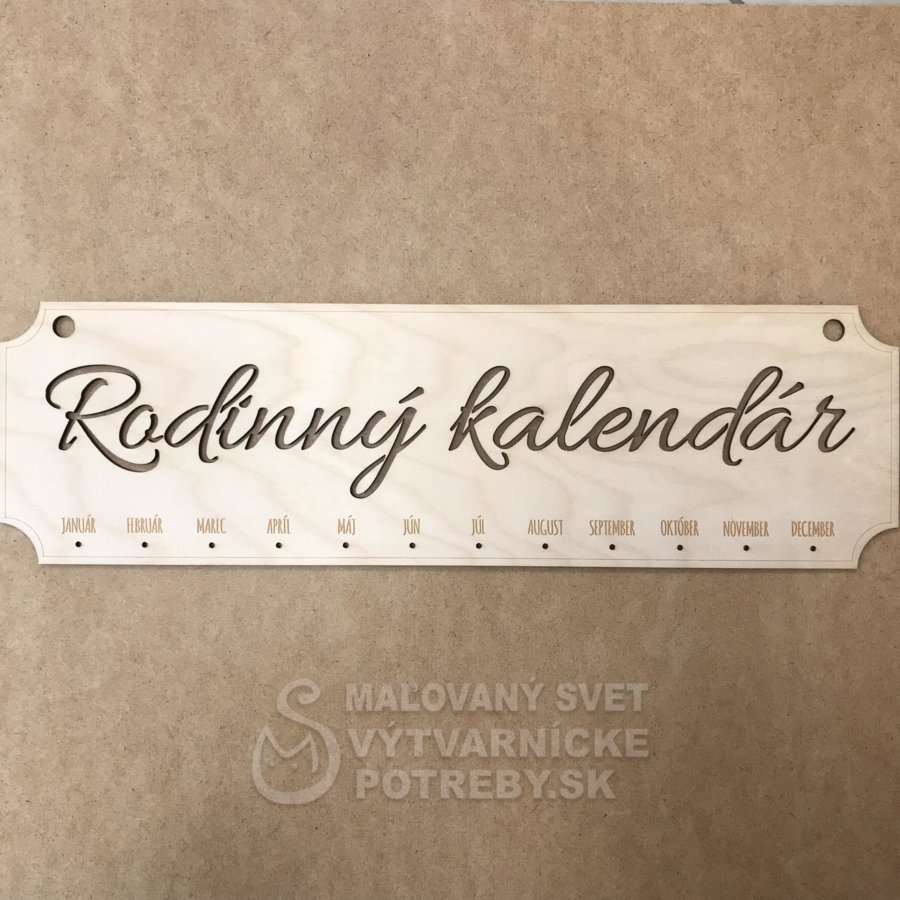 Rodinný kalendár
JANUÁR FEBRUÁR MAREC APRÍL MÁJ JÚN JÚL AUGUST SEPTEMBER OKTÓBER NOVEMBER DECEMBER
MAĽOVANÝ SVET
VÝTVARNÍCKE
POTREBY.SK